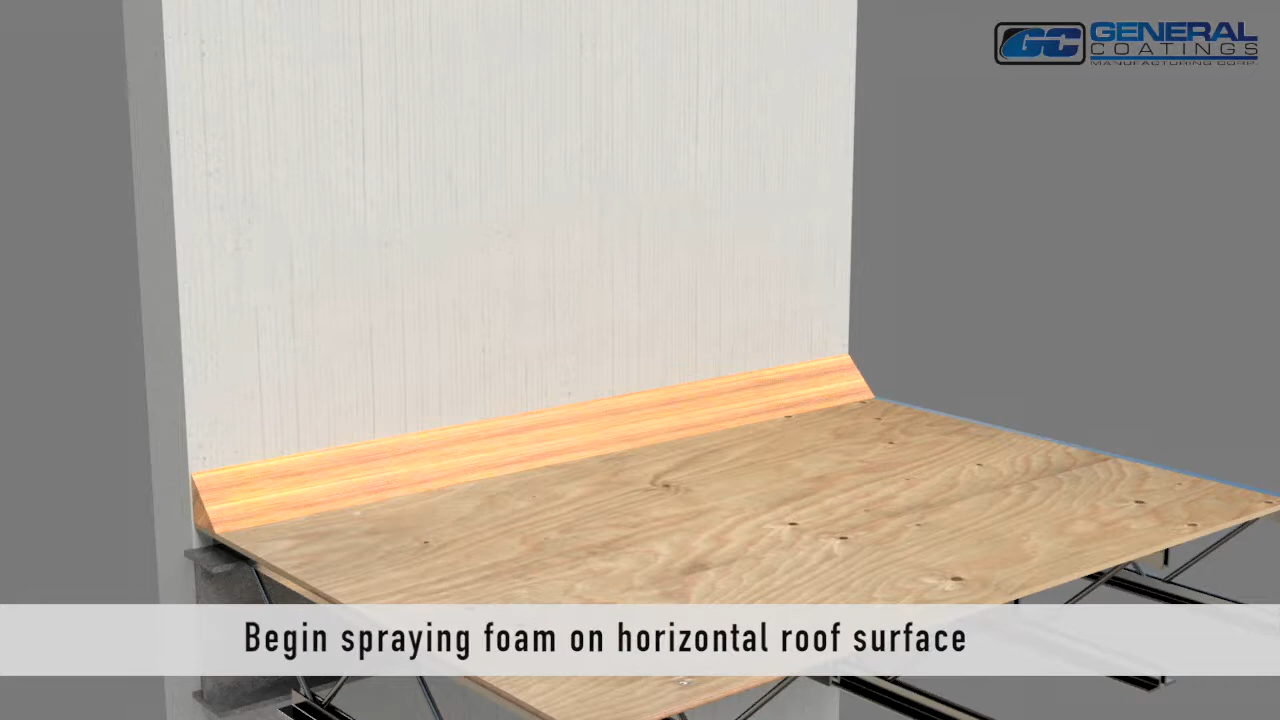 GC GENERAL
COATINGS
MANUFACTURING CORP.
Begin spraying foam on horizontal roof surface